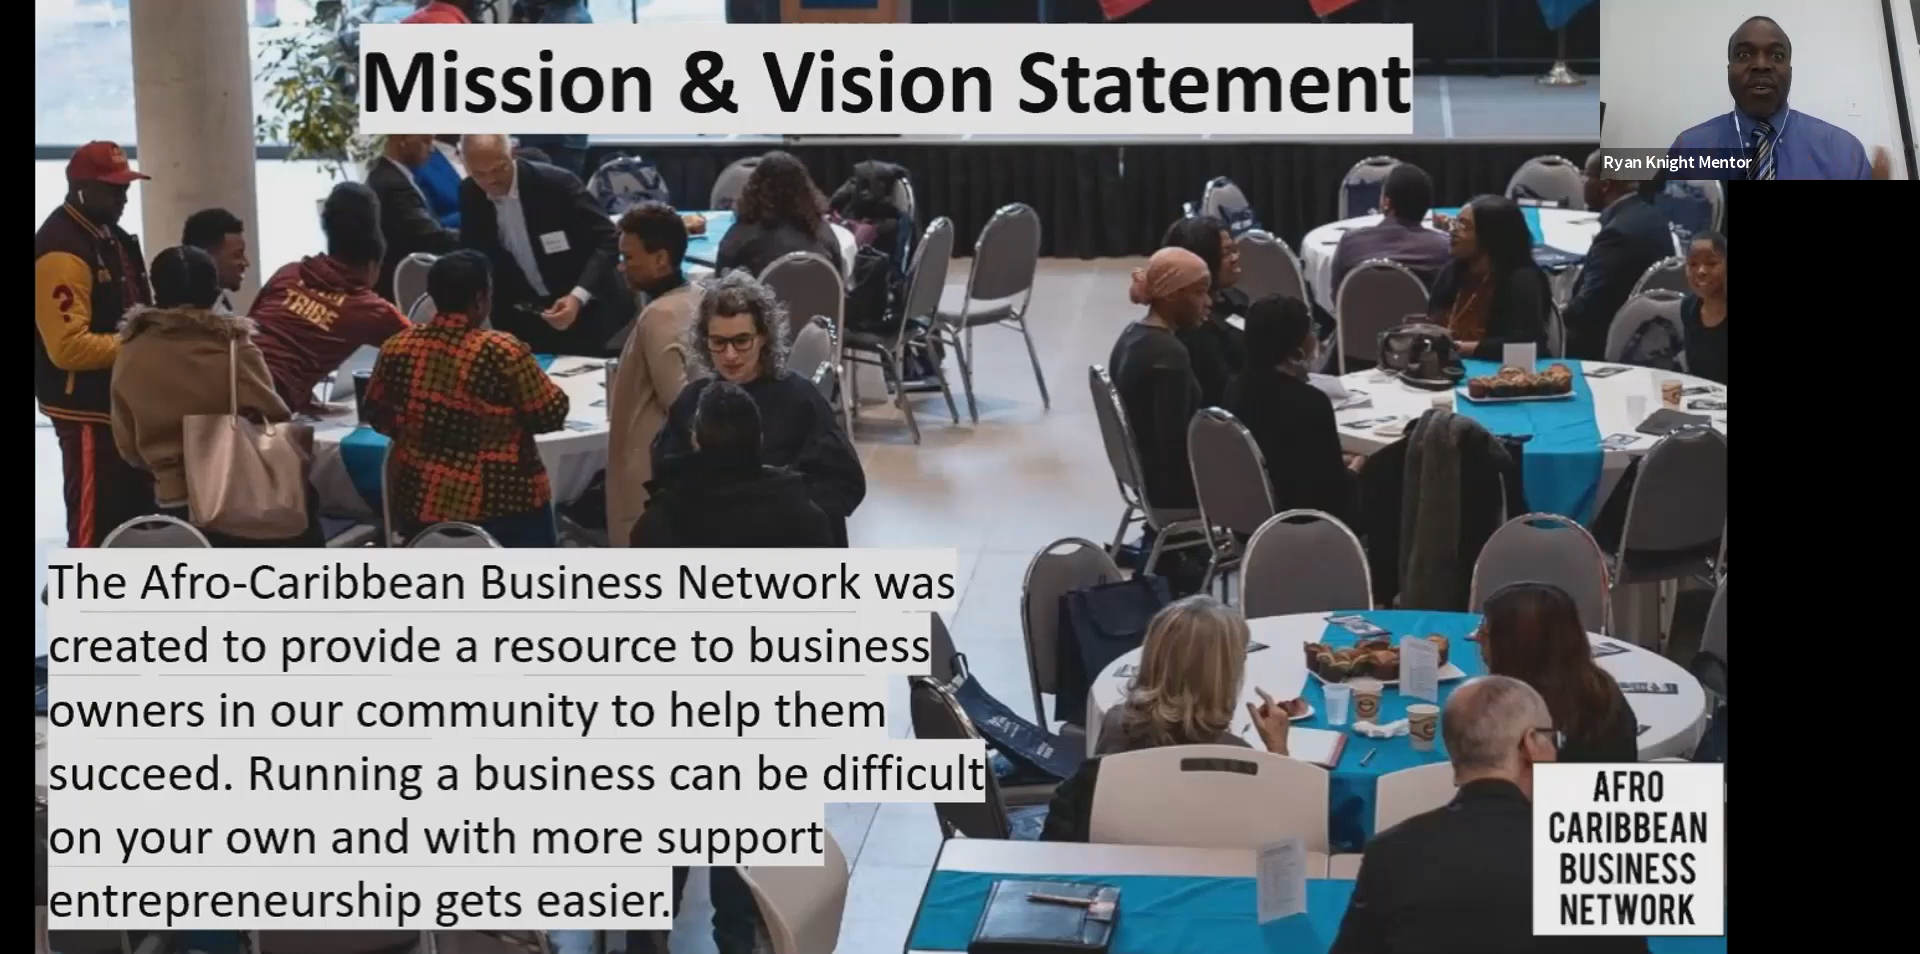 Mission & Vision Statement
Ryan Knight Mentor
TRIBE
?
The Afro-Caribbean Business Network was
created to provide a resource to business
owners in our community to help them
succeed. Running a business can be difficult
on your own and with more support
entrepreneurship gets easier.
AFRO
CARIBBEAN
BUSINESS
NETWORK